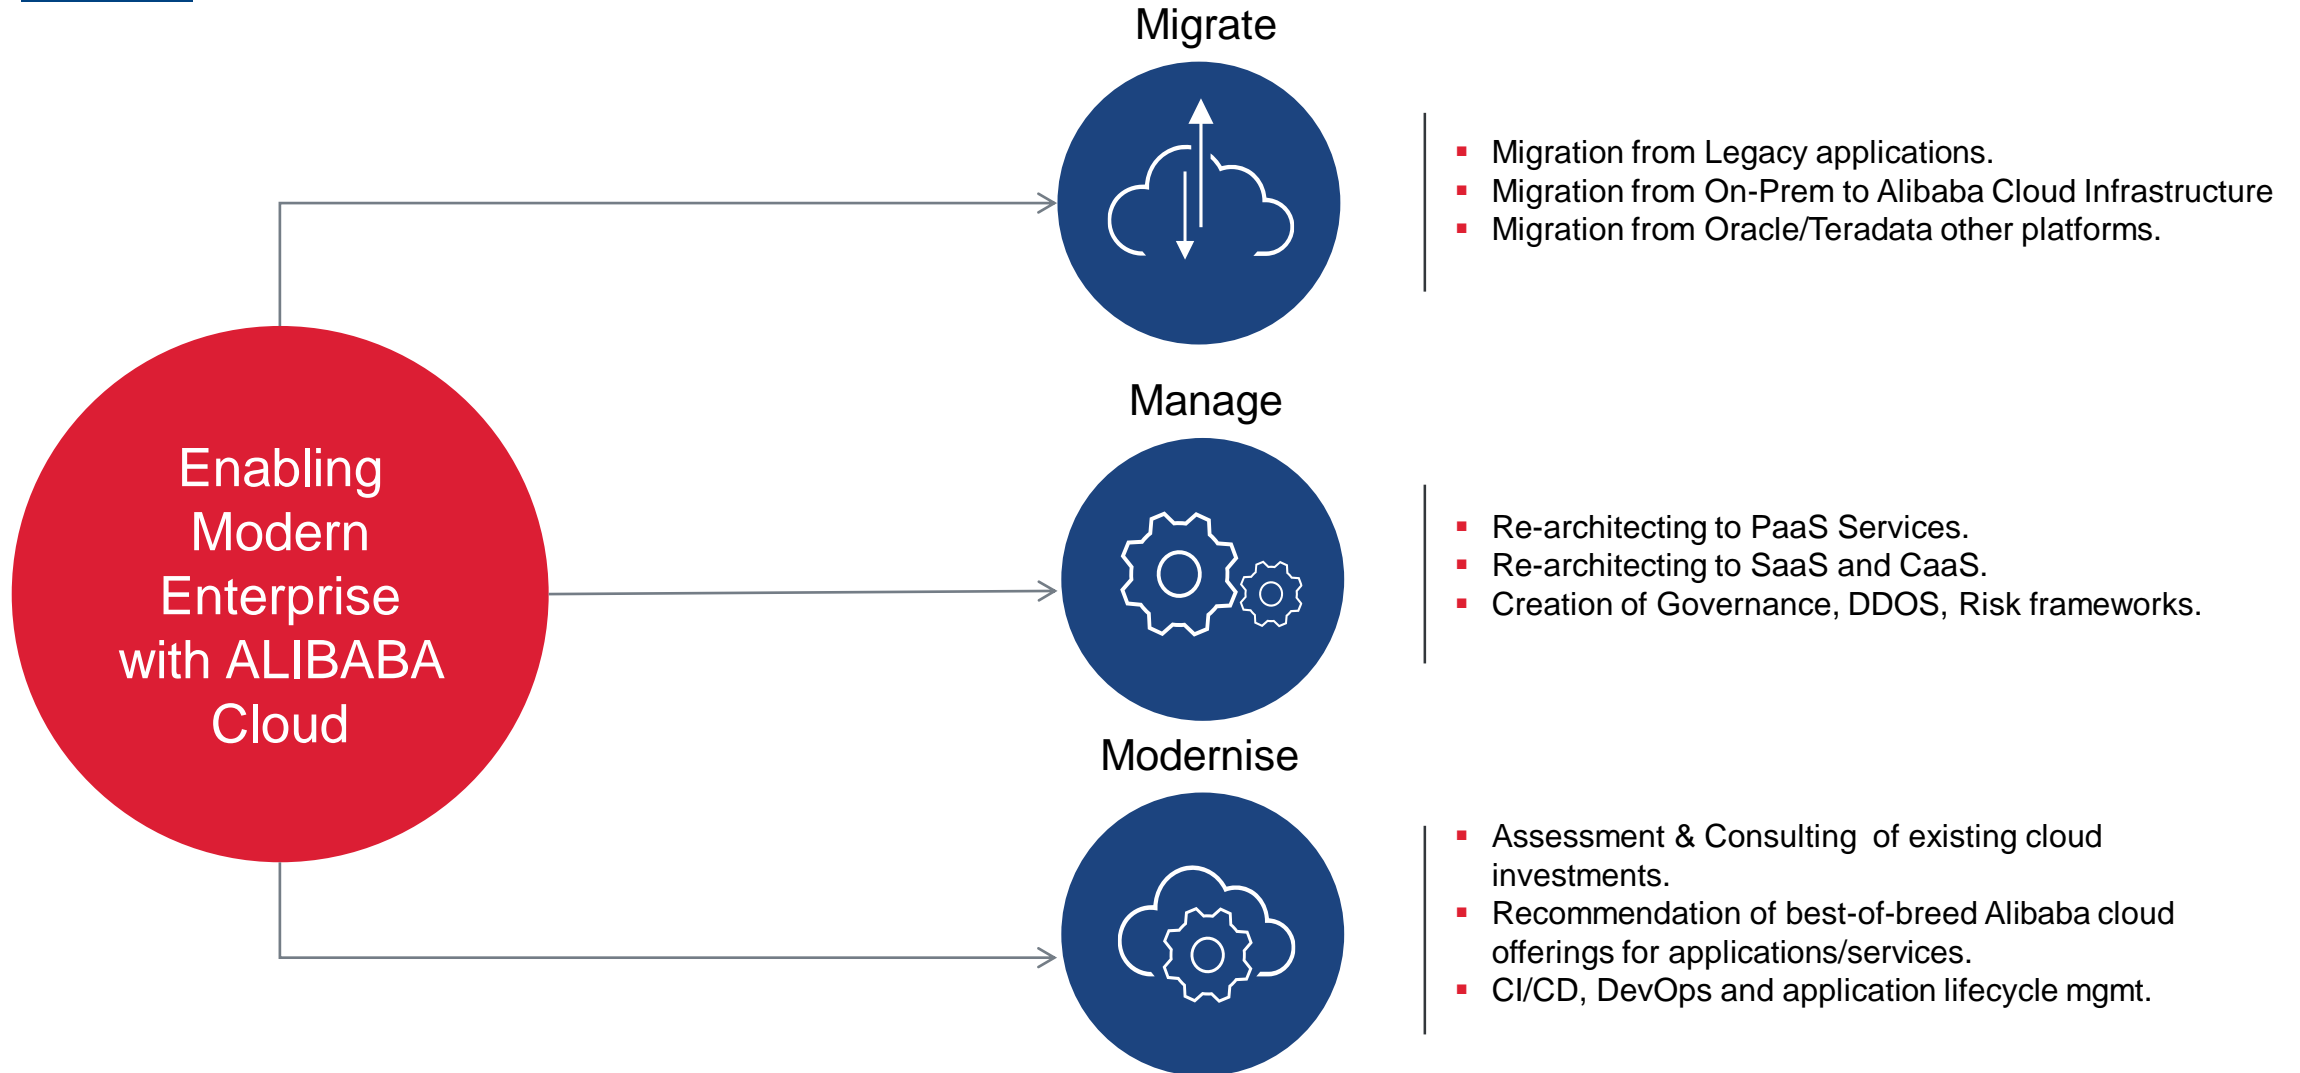 Migrate
Migration from Legacy applications.
Migration from On-Prem to Alibaba Cloud Infrastructure
Migration from Oracle/Teradata other platforms.
Enabling
Modern
Enterprise
with ALIBABA
Cloud
Manage
Re-architecting to PaaS Services.
Re-architecting to SaaS and CaaS.
Creation of Governance, DDOS, Risk frameworks.
Modernise
Assessment & Consulting of existing cloud
investments.
Recommendation of best-of-breed Alibaba cloud
offerings for applications/services.
CI/CD, DevOps and application lifecycle mgmt.